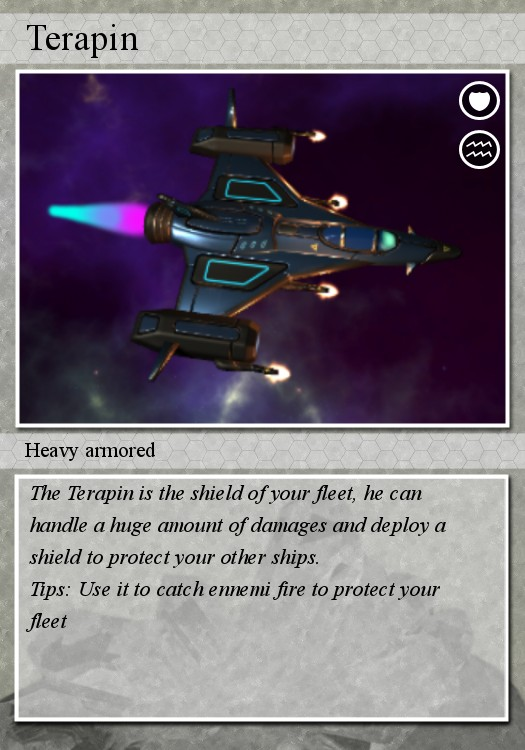 Terapin
Heavy armored
The Terapin is the shield of your fleet, he can
handle a huge amount of damages and deploy a
shield to protect your other ships.
Tips: Use it to catch ennemi fire to protect your
fleet